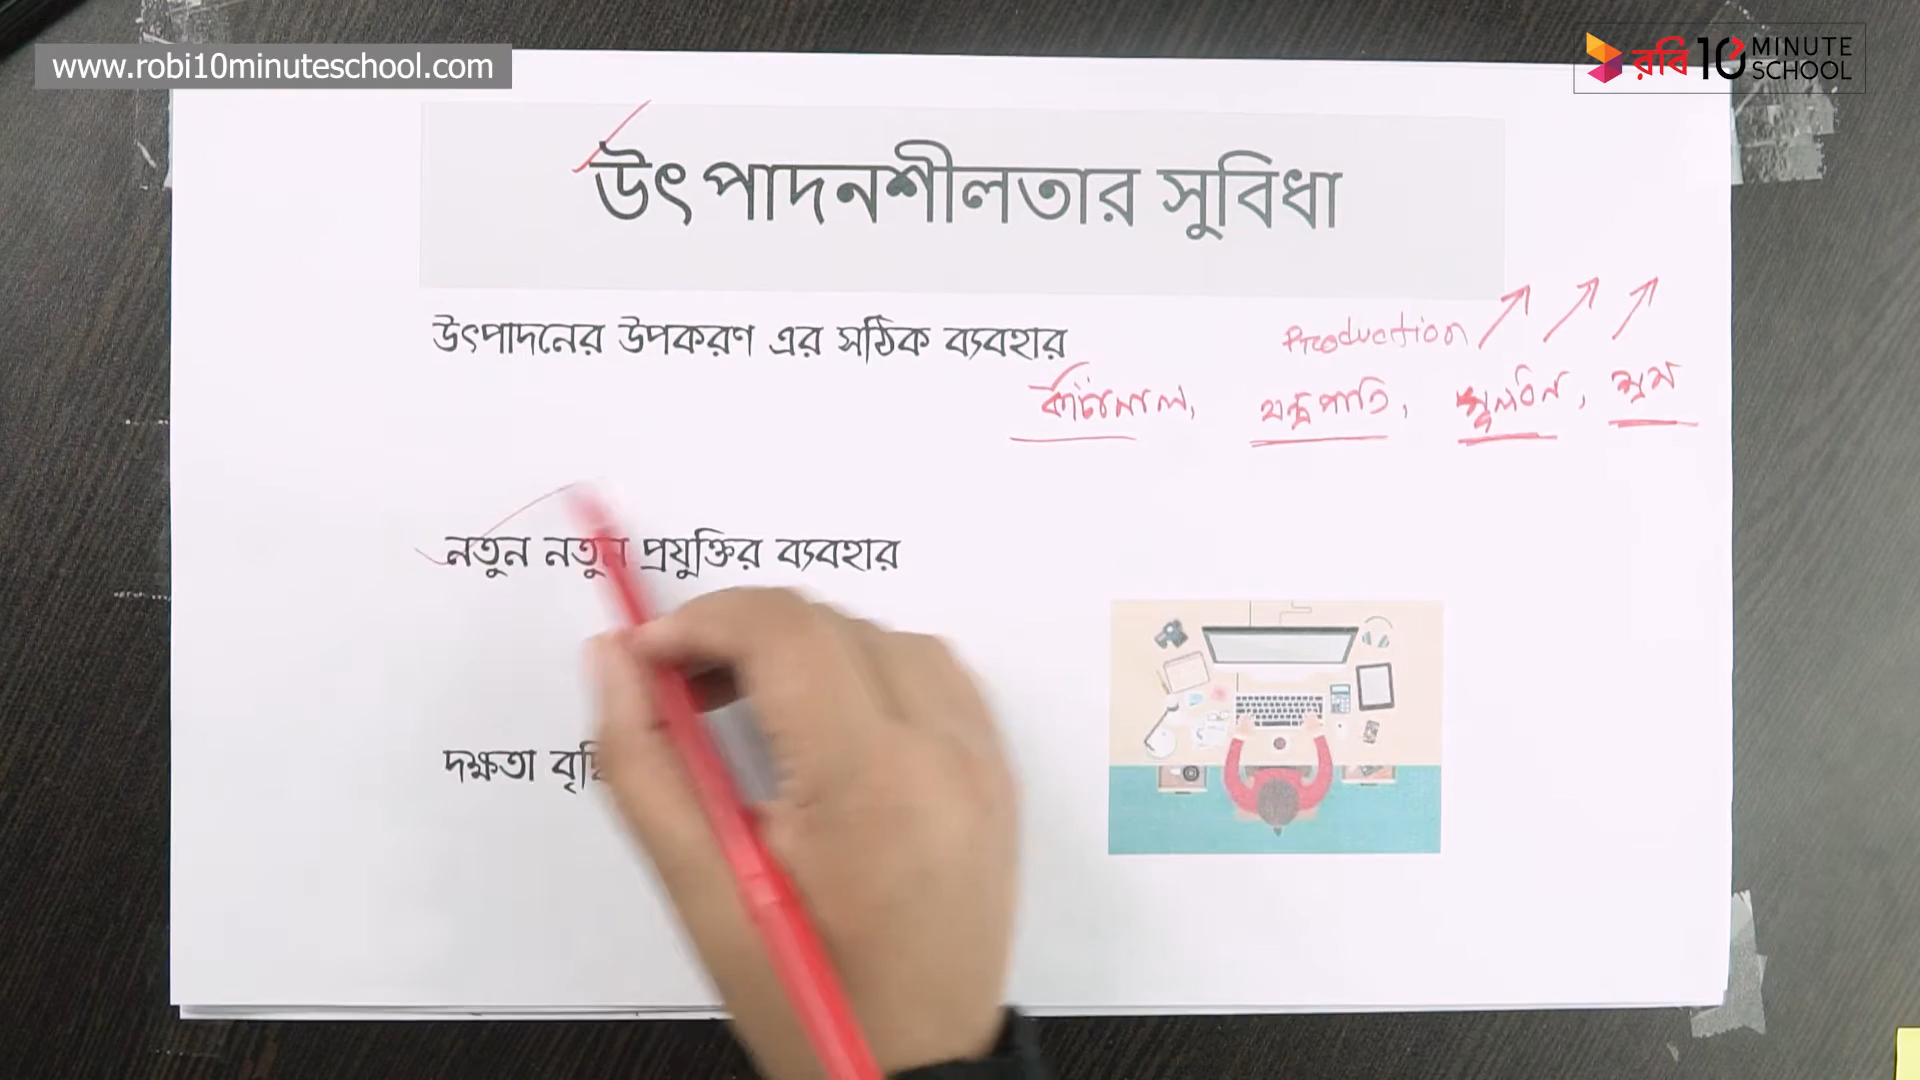 www.robi10minuteschool.com
রবি 10 MINUTE SCHOOL
উৎপাদনশীলতার সুবিধা
উৎপাদনের উপকরণ এর সঠিক ব্যবহার
Production
কাঁচামাল, যন্ত্রপাতি, মূলধন, শ্রম
নতুন নতুন প্রযুক্তির ব্যবহার
দক্ষতা